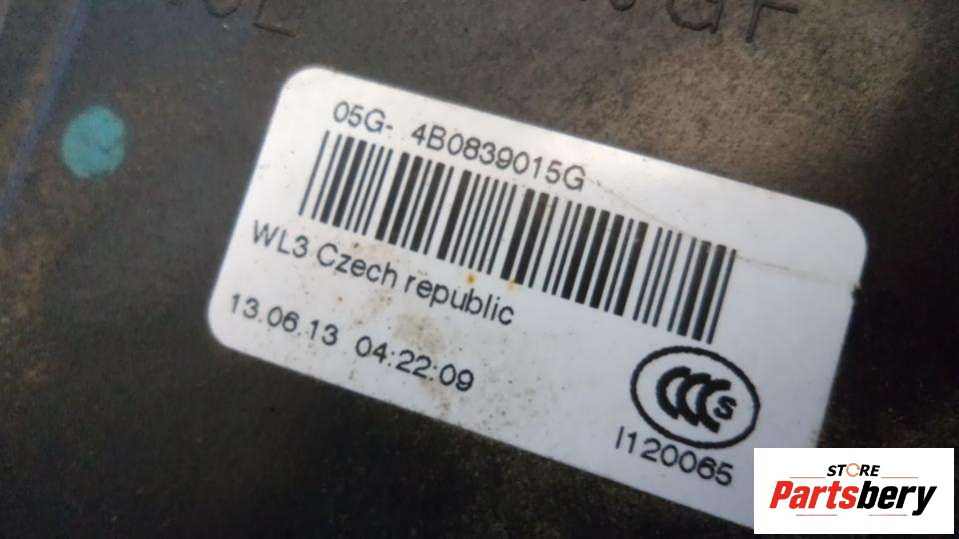 05G- 4B0839015G
WL3 Czech republic
13.06.13 04:22:09
CCC S
I120065
STORE
Partsbery